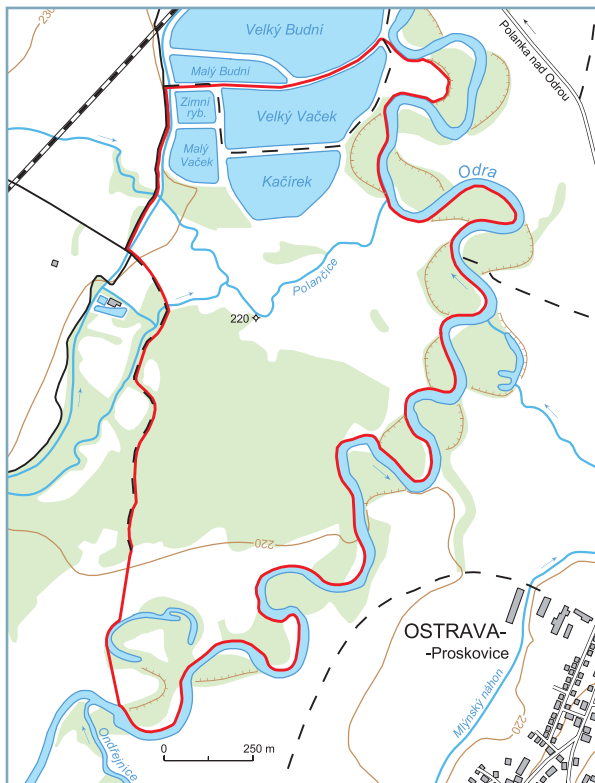 230
Velký Budní
Polanka nad Odrou
Malý Budní
Zimní
ryb.
Velký Vaček
Malý
Vaček
Kačírek
Odra
Polančice
220
220
OSTRAVA-
-Proskovice
Mlýnský náhon
220
Ondřejnice
0 250 m